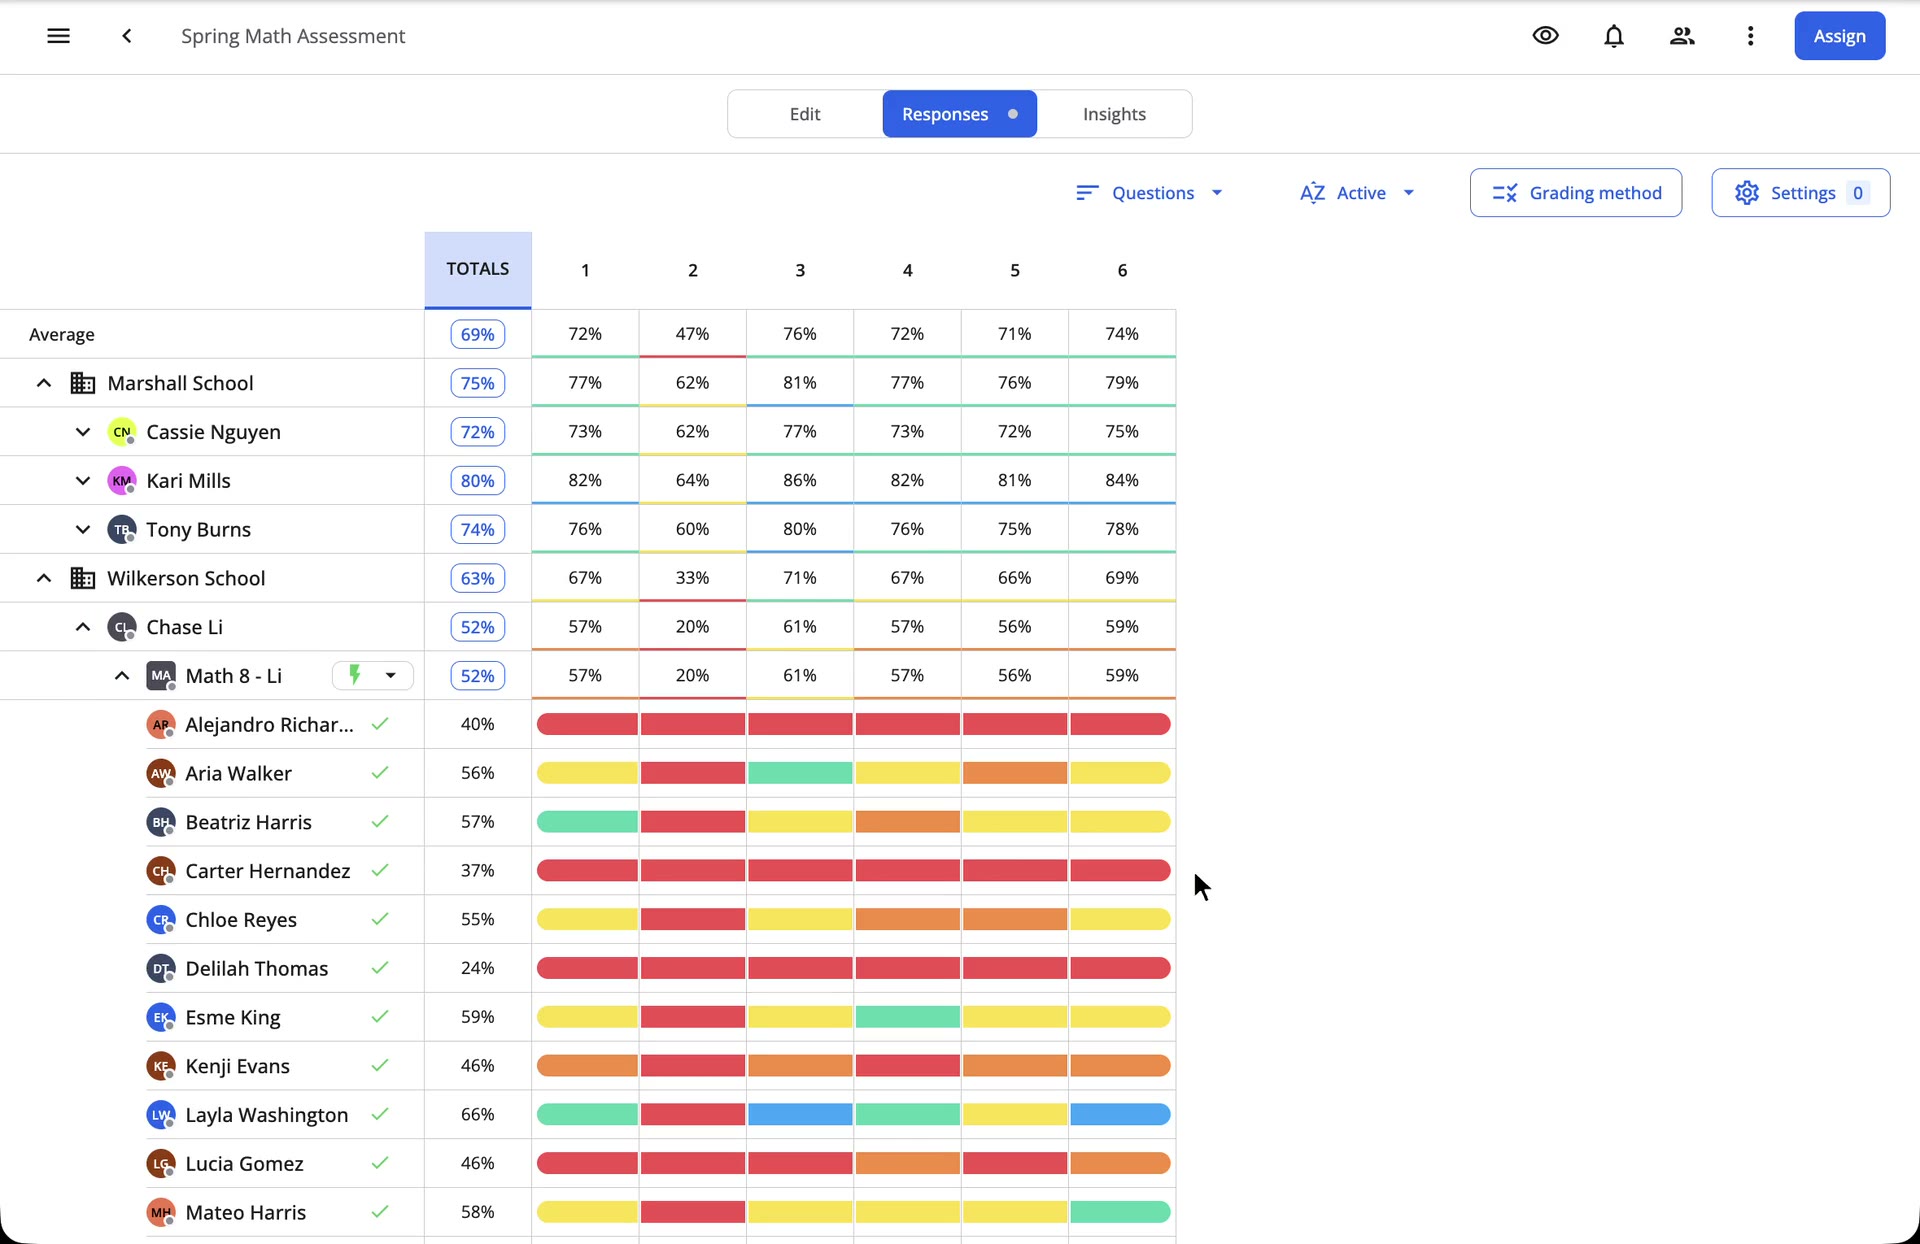 Spring Math Assessment
Assign
Edit
Responses
Insights
Questions
AZ Active
Grading method
Settings 0
TOTALS 1 2 3 4 5 6
Average 69% 72% 47% 76% 72% 71% 74%
Marshall School 75% 77% 62% 81% 77% 76% 79%
CN Cassie Nguyen 72% 73% 62% 77% 73% 72% 75%
KM Kari Mills 80% 82% 64% 86% 82% 81% 84%
TB Tony Burns 74% 76% 60% 80% 76% 75% 78%
Wilkerson School 63% 67% 33% 71% 67% 66% 69%
CL Chase Li 52% 57% 20% 61% 57% 56% 59%
MA Math 8 - Li 52% 57% 20% 61% 57% 56% 59%
AR Alejandro Richar... 40%
AW Aria Walker 56%
BH Beatriz Harris 57%
CH Carter Hernandez 37%
CR Chloe Reyes 55%
DT Delilah Thomas 24%
EK Esme King 59%
KE Kenji Evans 46%
LW Layla Washington 66%
LG Lucia Gomez 46%
MH Mateo Harris 58%